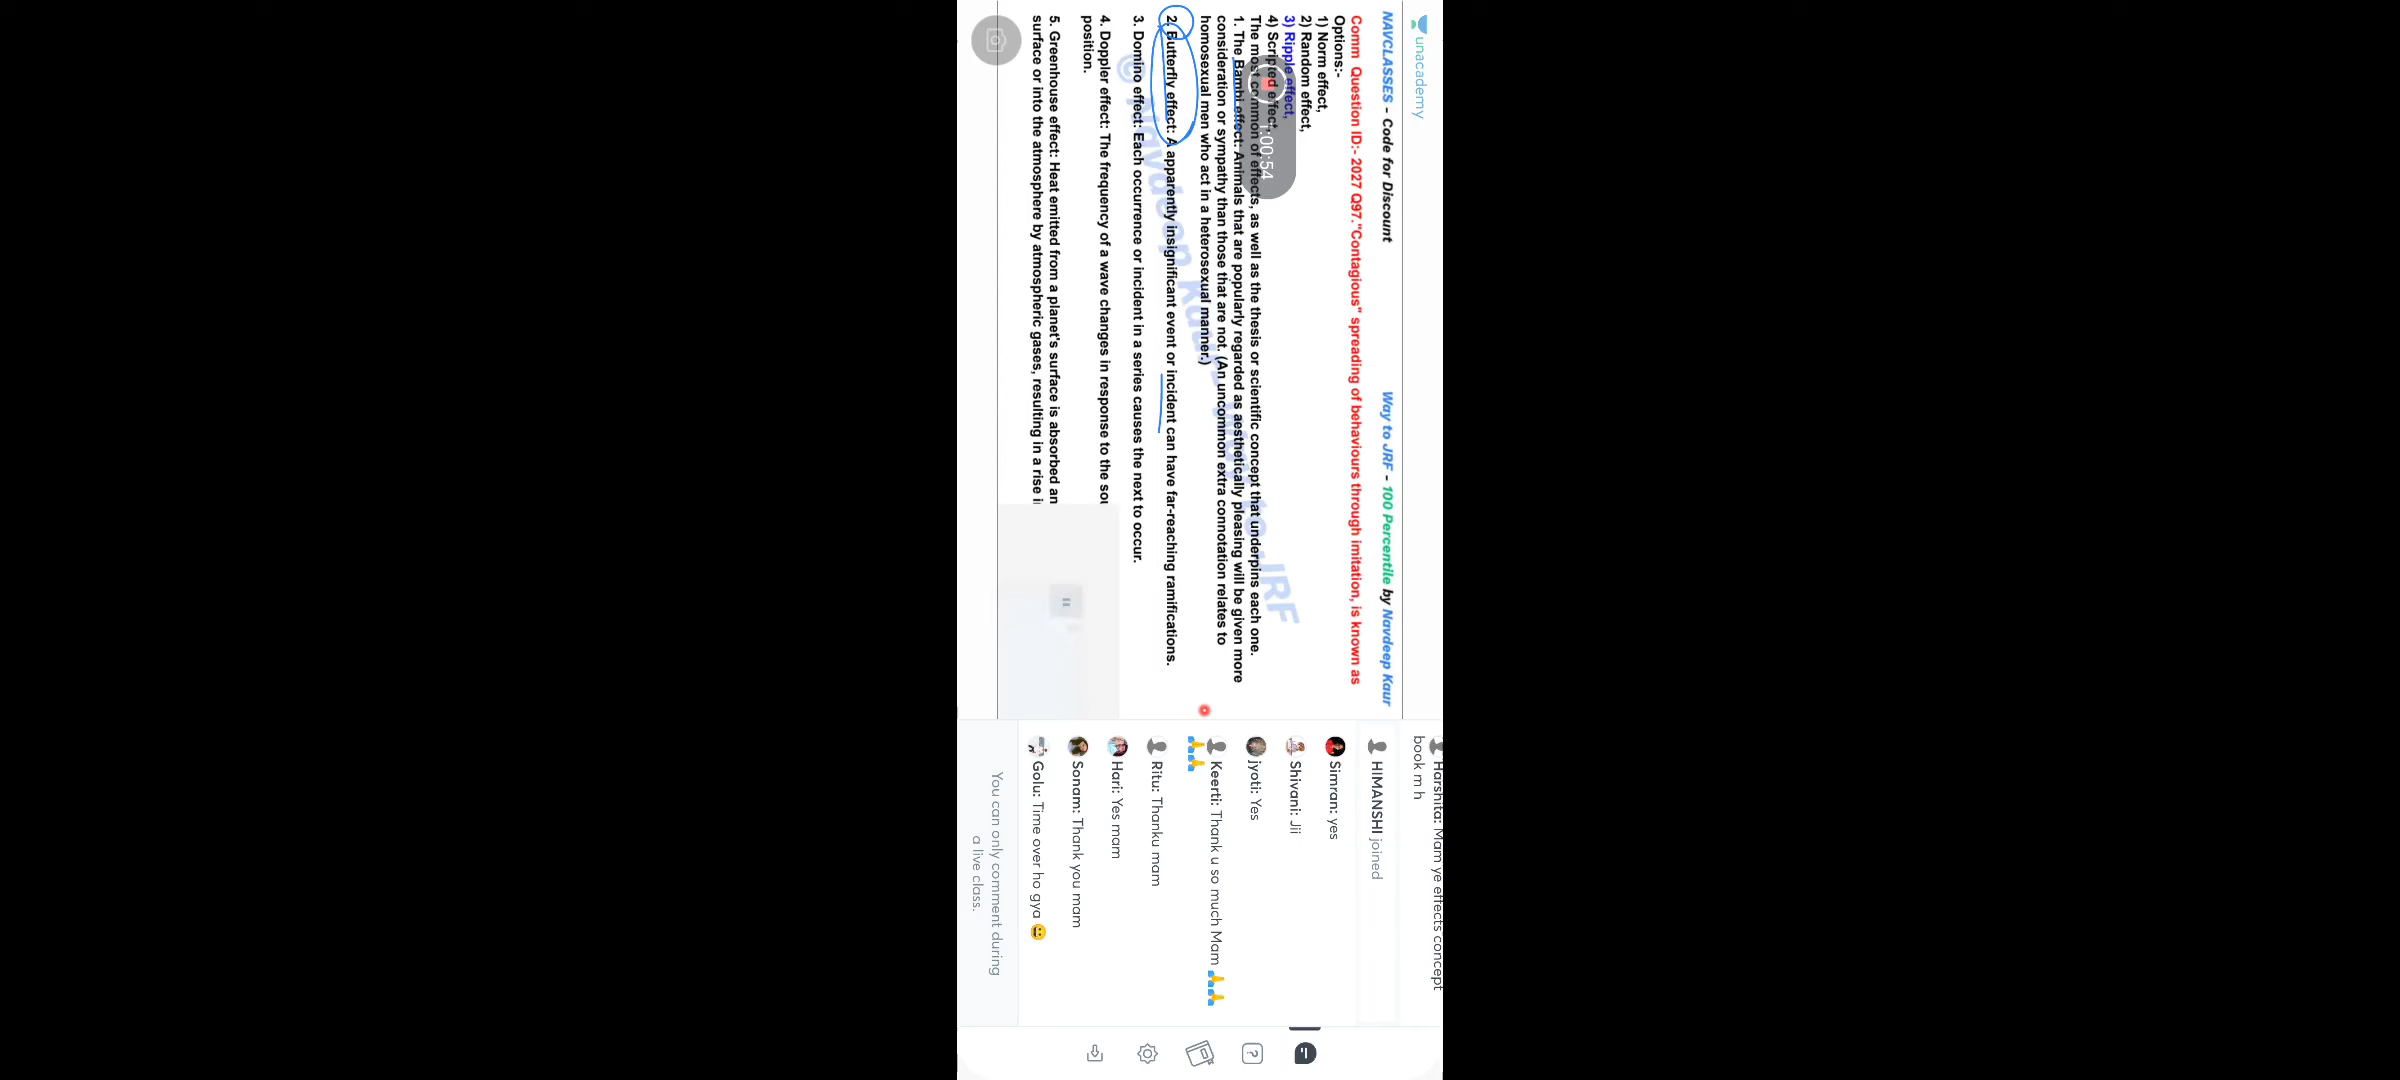 unacademy
NAVCLASSES - Code for Discount
Way to JRF - 100 Percentile by Navdeep Kaur
Comm Question ID:- 2027 Q97."Contagious" spreading of behaviours through imitation, is known as
Options:-
1) Norm effect,
2) Random effect,
3) Ripple effect,
4) Scripted effect,
The most common of effects, as well as the thesis or scientific concept that underpins each one.
1. The Bambi effect: Animals that are popularly regarded as aesthetically pleasing will be given more
consideration or sympathy than those that are not. (An uncommon extra connotation relates to
homosexual men who act in a heterosexual manner.)
2. Butterfly effect: A apparently insignificant event or incident can have far-reaching ramifications.
3. Domino effect: Each occurrence or incident in a series causes the next to occur.
4. Doppler effect: The frequency of a wave changes in response to the
position.
5. Greenhouse effect: Heat emitted from a planet's surface is absorbed
surface or into the atmosphere by atmospheric gases, resulting in a rise
© Navdeep Kaur to JRF
1:00:54
Harshita: Mam ye effects concept
book m h
HIMANSHI joined
Simran: yes
Shivani: Jii
jyoti: Yes
Keerti: Thank u so much Mam 🙏🙏
🙏🙏
Ritu: Thanku mam
Hari: Yes mam
Sonam: Thank you mam
Golu: Time over ho gya 😀
You can only comment during
a live class.